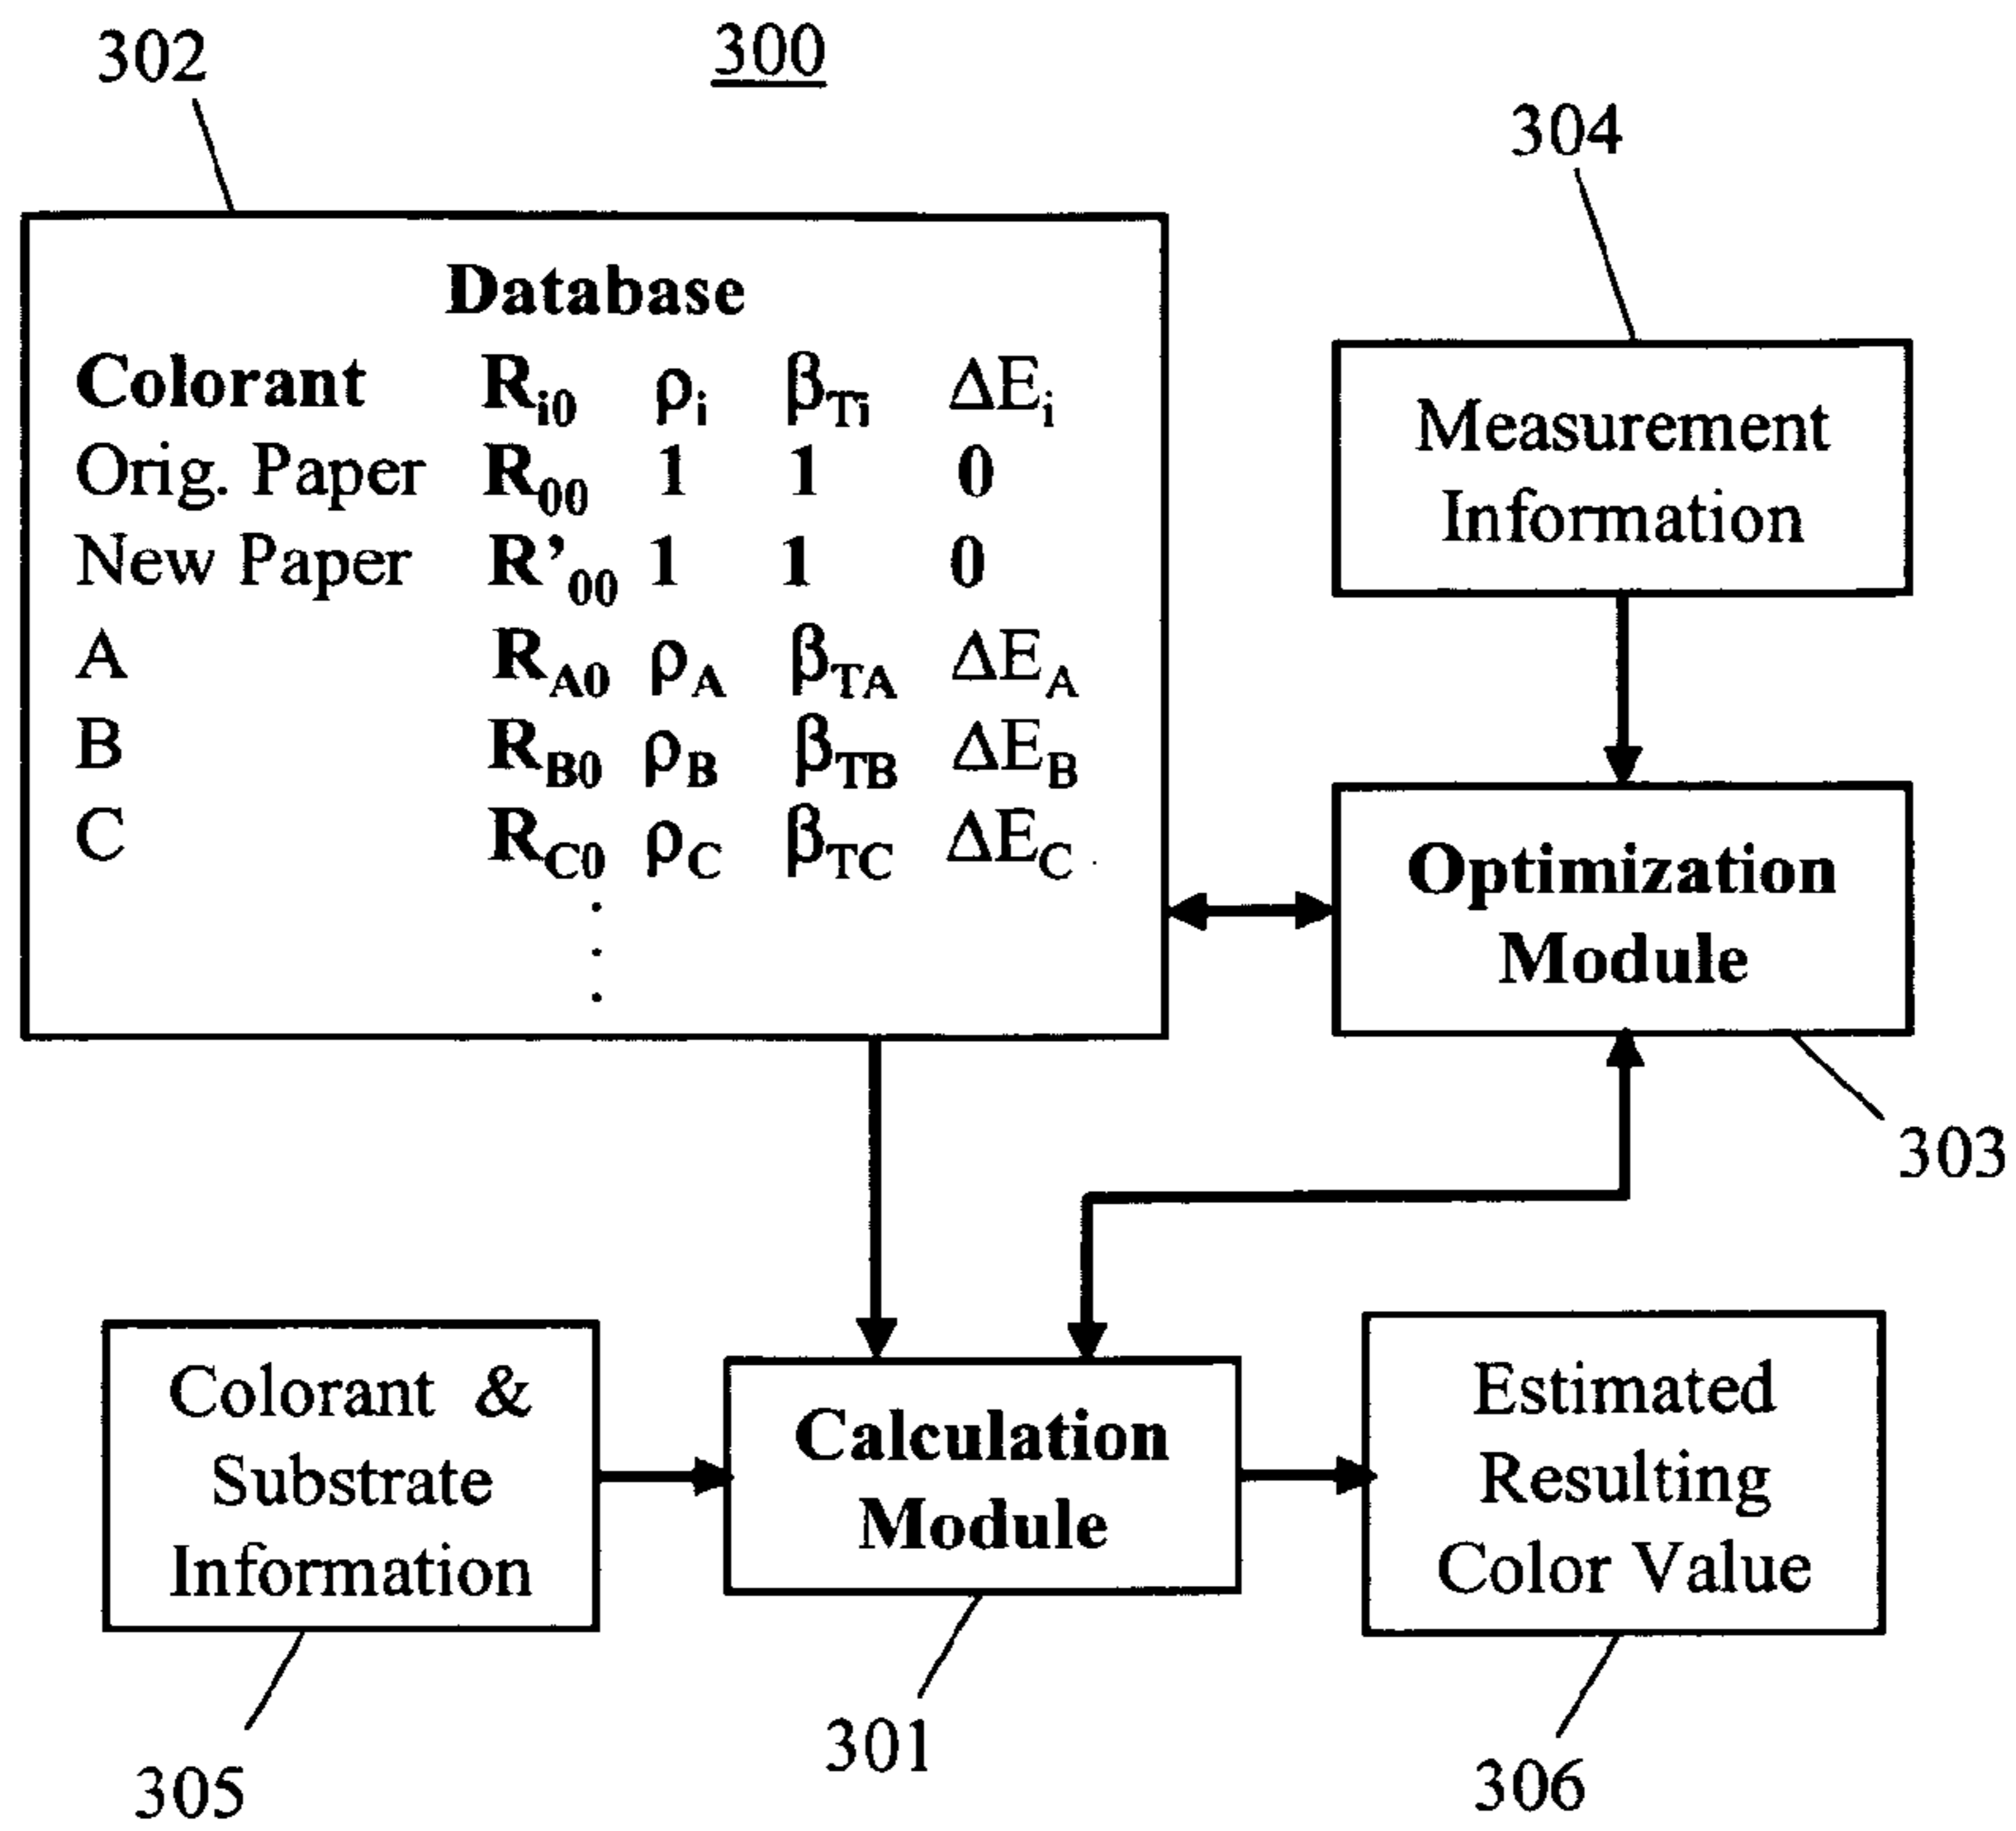 302
300
304
Database
Colorant R_i0 ρ_i β_Ti ΔE_i
Orig. Paper R_00 1 1 0
New Paper R'_00 1 1 0
A R_A0 ρ_A β_TA ΔE_A
B R_B0 ρ_B β_TB ΔE_B
C R_C0 ρ_C β_TC ΔE_C
.
.
.
Measurement
Information
Optimization
Module
303
Colorant &
Substrate
Information
Calculation
Module
Estimated
Resulting
Color Value
305
301
306